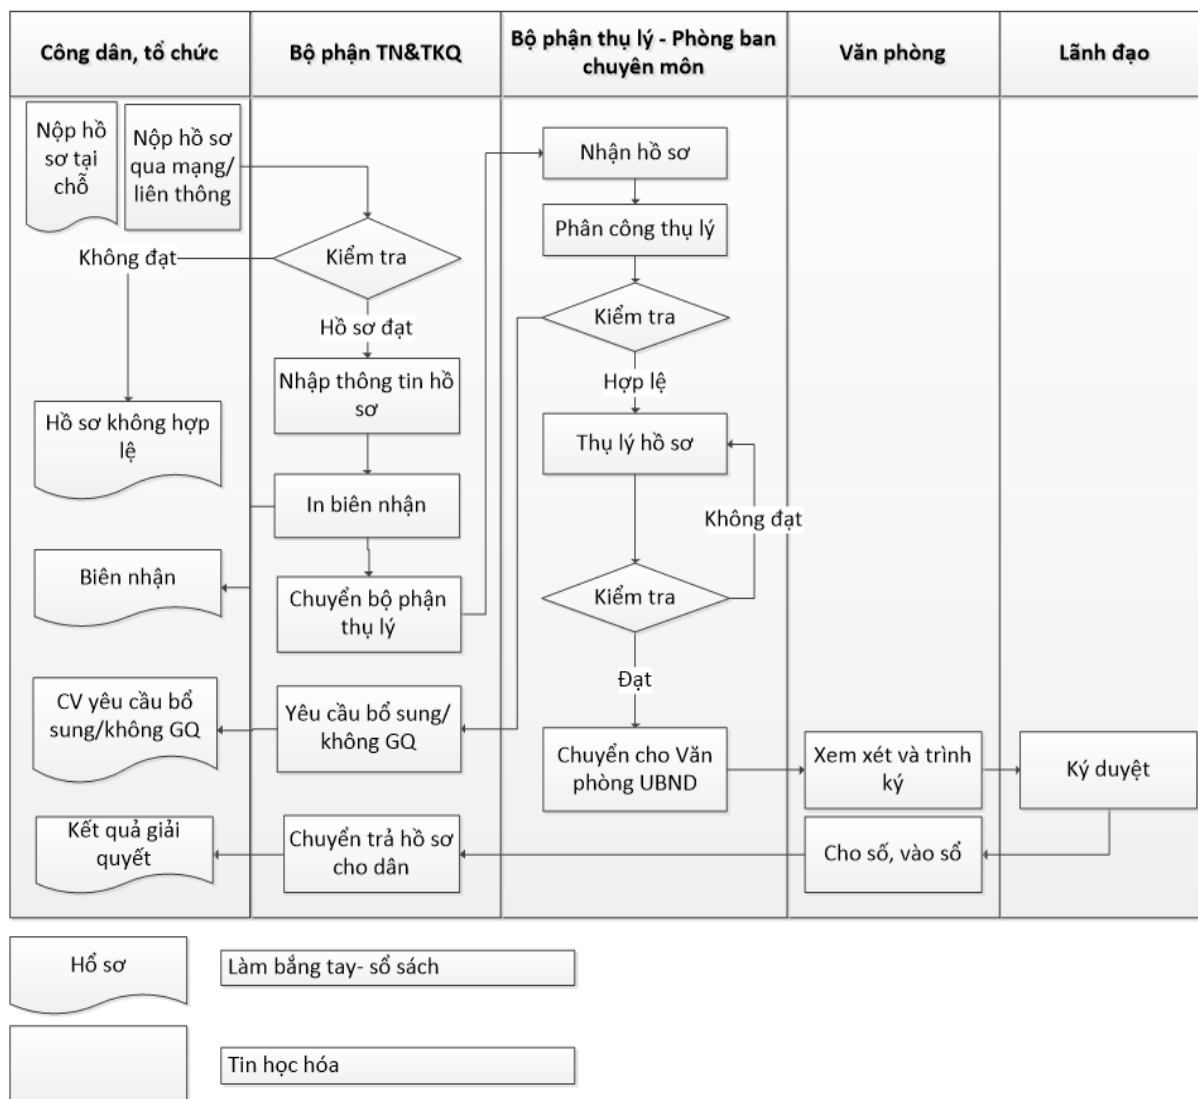 Công dân, tổ chức
Bộ phận TN&TKQ
Bộ phận thụ lý - Phòng ban
chuyên môn
Văn phòng
Lãnh đạo
Nộp hồ
sơ tại
chỗ
Nộp hồ sơ
qua mạng/
liên thông
Nhận hồ sơ
Phân công thụ lý
Không đạt
Kiểm tra
Kiểm tra
Hồ sơ đạt
Hợp lệ
Nhập thông tin hồ
sơ
Hồ sơ không hợp
lệ
Thụ lý hồ sơ
In biên nhận
Không đạt
Biên nhận
Chuyển bộ phận
thụ lý
Kiểm tra
Đạt
CV yêu cầu bổ
sung/không GQ
Yêu cầu bổ sung/
không GQ
Chuyển cho Văn
phòng UBND
Xem xét và trình
ký
Ký duyệt
Kết quả giải
quyết
Chuyển trả hồ sơ
cho dân
Cho số, vào sổ
Hổ sơ
Làm bằng tay- sổ sách
Tin học hóa